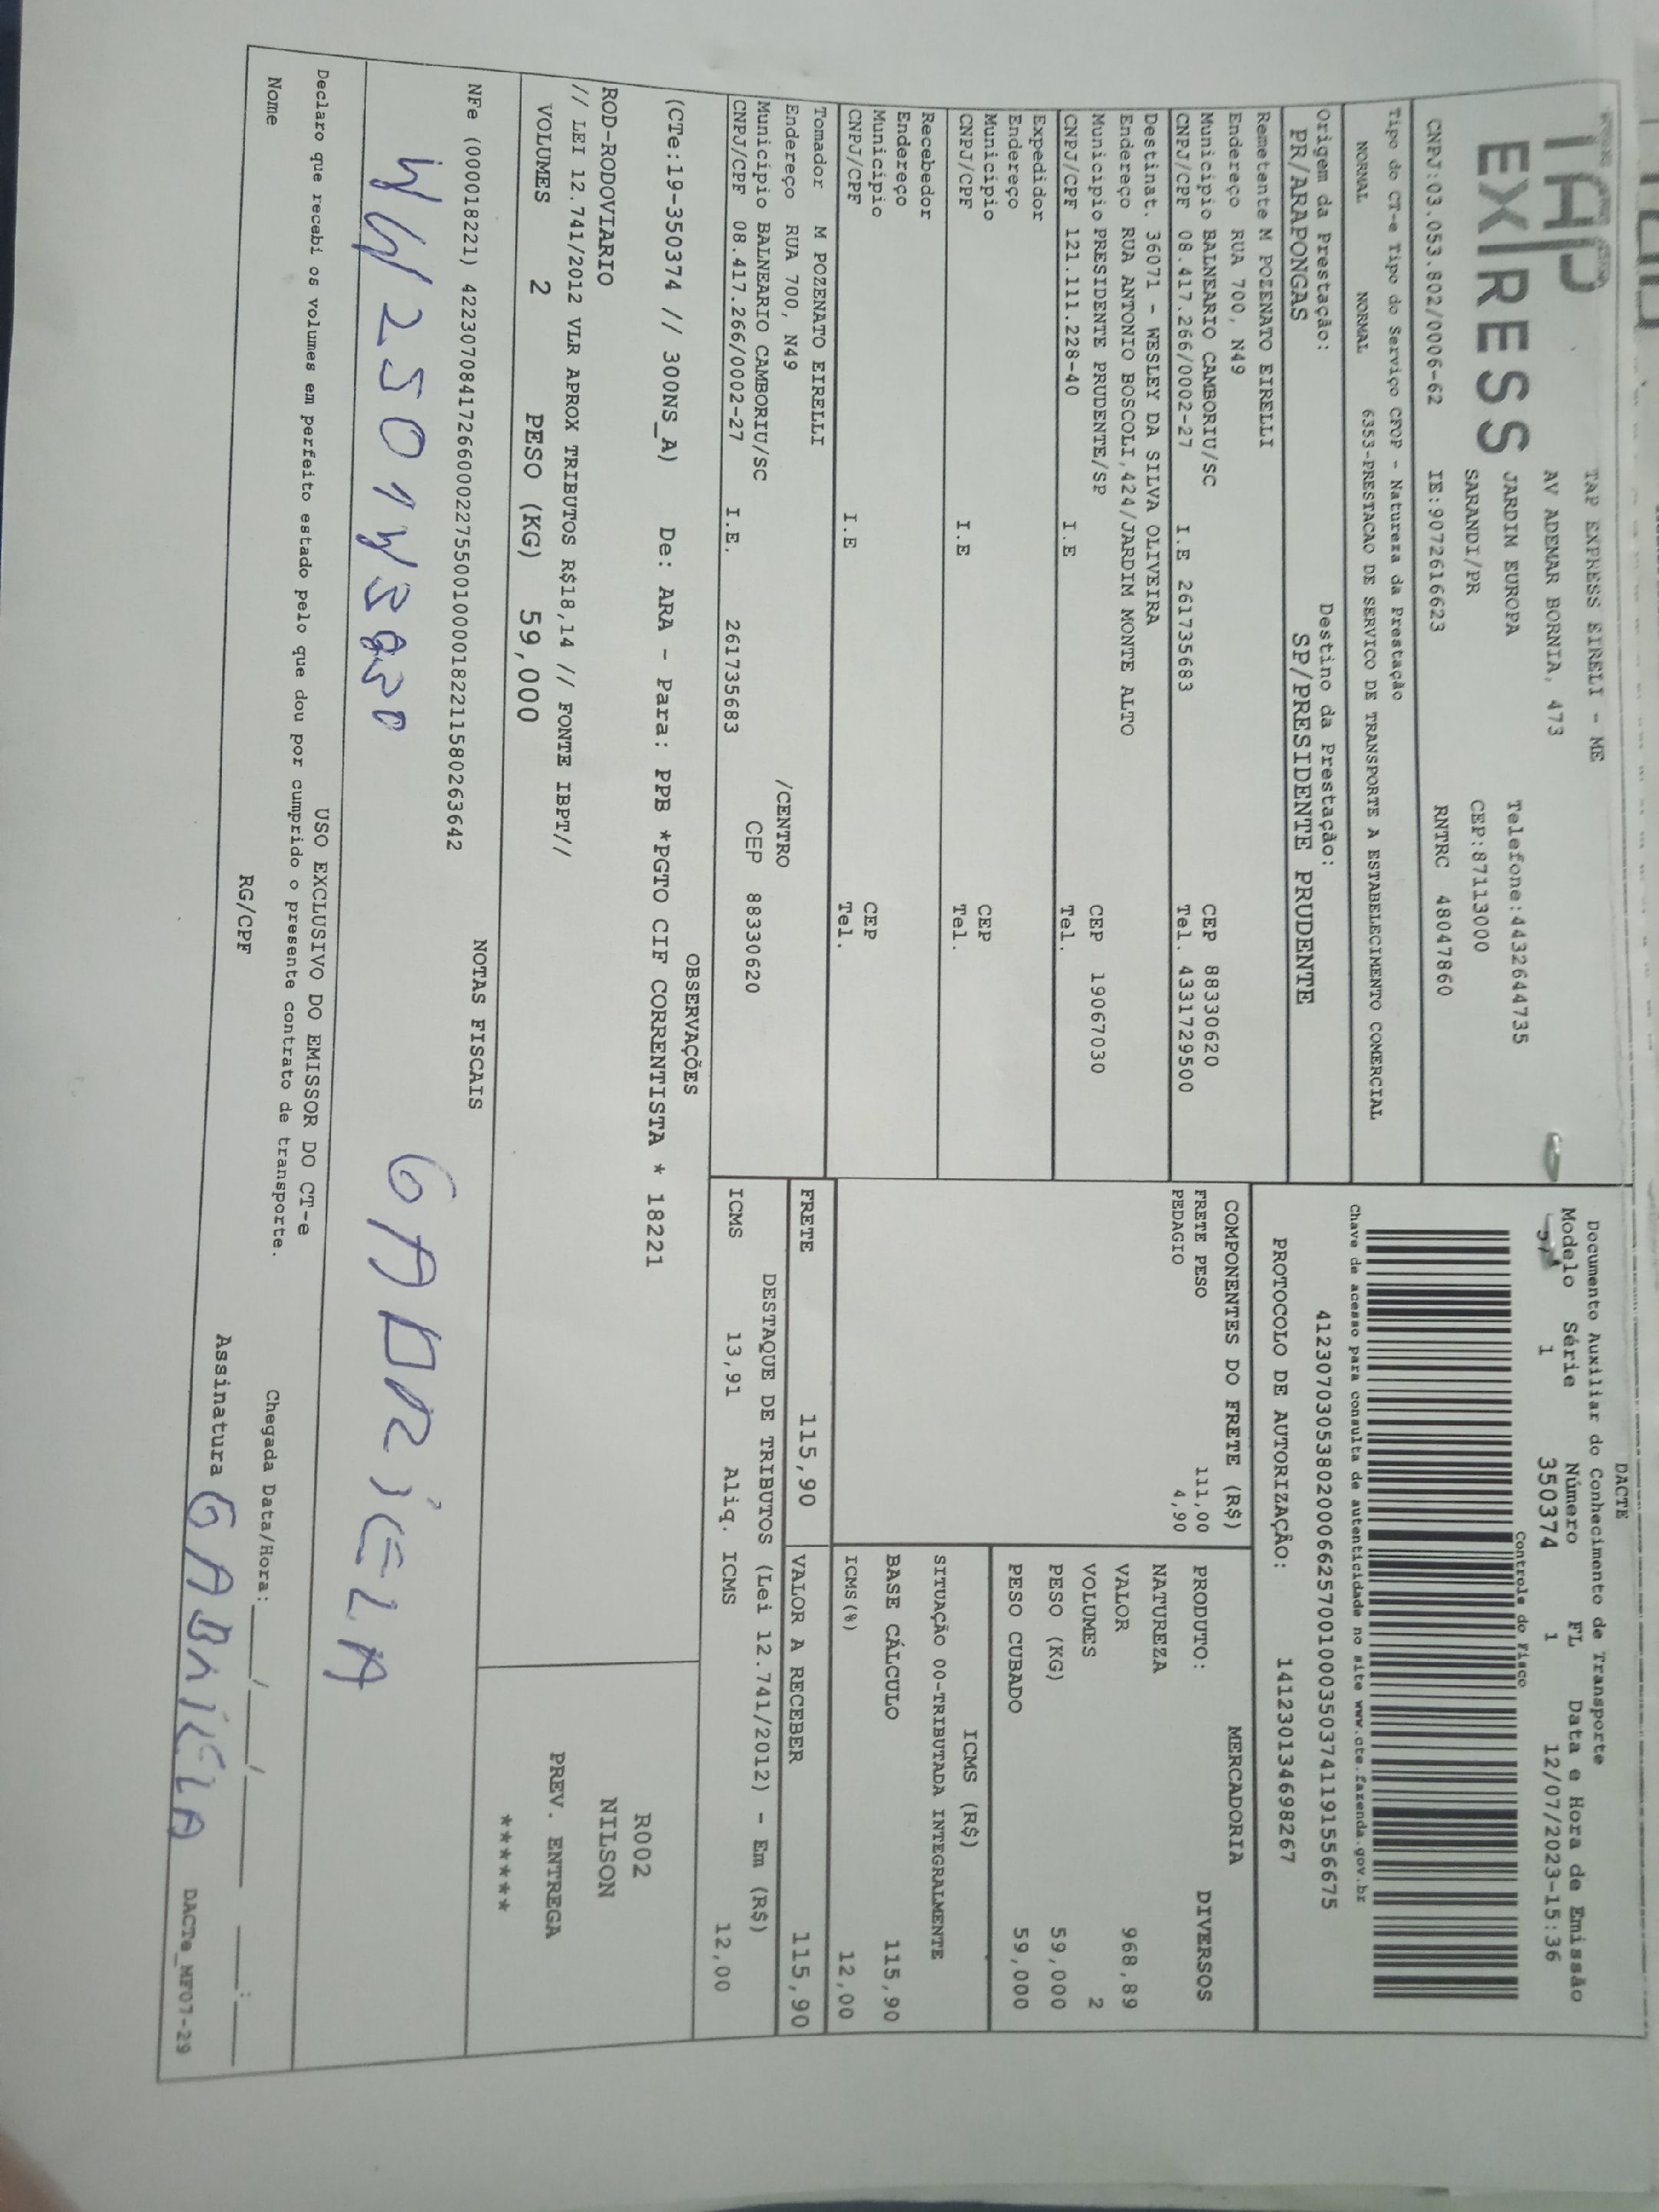 TAP
EXPRESS
TAP EXPRESS EIRELI - ME
AV ADEMAR BORNIA, 473
JARDIM EUROPA Telefone:4432644735
SARANDI/PR CEP:87113000
CNPJ:03.053.802/0006-62 IE:9072616623 RNTRC 48047860
DACTE
Documento Auxiliar do Conhecimento de Transporte
Modelo Série Número FL Data e Hora de Emissão
57 1 350374 1 12/07/2023-15:36
Controle do Fisco
Tipo do CT-e Tipo do Serviço CFOP - Natureza da Prestação
NORMAL NORMAL 6353-PRESTACAO DE SERVICO DE TRANSPORTE A ESTABELECIMENTO COMERCIAL
Chave de acesso para consulta de autenticidade no site www.cte.fazenda.gov.br
41230703053802000662570010003503741191556675
Origem da Prestação: Destino da Prestação:
PR/ARAPONGAS SP/PRESIDENTE PRUDENTE
PROTOCOLO DE AUTORIZAÇÃO: 141230134698267
Remetente M POZENATO EIRELLI
Endereço RUA 700, N49
Municipio BALNEARIO CAMBORIU/SC CEP 88330620
CNPJ/CPF 08.417.266/0002-27 I.E 261735683 Tel. 4331729500
Destinat. 36071 - WESLEY DA SILVA OLIVEIRA
Endereço RUA ANTONIO BOSCOLI,424/JARDIM MONTE ALTO
Municipio PRESIDENTE PRUDENTE/SP CEP 19067030
CNPJ/CPF 121.111.228-40 I.E Tel.
Expedidor
Endereço
Municipio CEP
CNPJ/CPF I.E Tel.
Recebedor
Endereço
Município CEP
CNPJ/CPF I.E Tel.
Tomador M POZENATO EIRELLI
Endereço RUA 700, N49 /CENTRO
Município BALNEARIO CAMBORIU/SC CEP 88330620
CNPJ/CPF 08.417.266/0002-27 I.E. 261735683
COMPONENTES DO FRETE (R$)
FRETE PESO 111,00
PEDAGIO 4,90
MERCADORIA
PRODUTO: DIVERSOS
NATUREZA
VALOR 968,89
VOLUMES 2
PESO (KG) 59,000
PESO CUBADO 59,000
ICMS (R$)
SITUAÇÃO 00-TRIBUTADA INTEGRALMENTE
BASE CÁLCULO 115,90
ICMS(%) 12,00
FRETE 115,90 VALOR A RECEBER 115,90
DESTAQUE DE TRIBUTOS (Lei 12.741/2012) - Em (R$)
ICMS 13,91 Aliq. ICMS 12,00
OBSERVAÇÕES
(CTe:19-350374 // 300NS_A) De: ARA - Para: PPB *PGTO CIF CORRENTISTA * 18221
ROD-RODOVIARIO
// LEI 12.741/2012 VLR APROX TRIBUTOS R$18,14 // FONTE IBPT//
VOLUMES 2 PESO (KG) 59,000
R002
NILSON
PREV. ENTREGA
*******
NOTAS FISCAIS
NFe (000018221) 42230708417266000227550010000182211580263642
GABRIELA
USO EXCLUSIVO DO EMISSOR DO CT-e
Declaro que recebi os volumes em perfeito estado pelo que dou por cumprido o presente contrato de transporte.
Chegada Data/Hora:____/____/______ ____:____
Nome RG/CPF Assinatura GABRIELA
DACTe_MF07-29